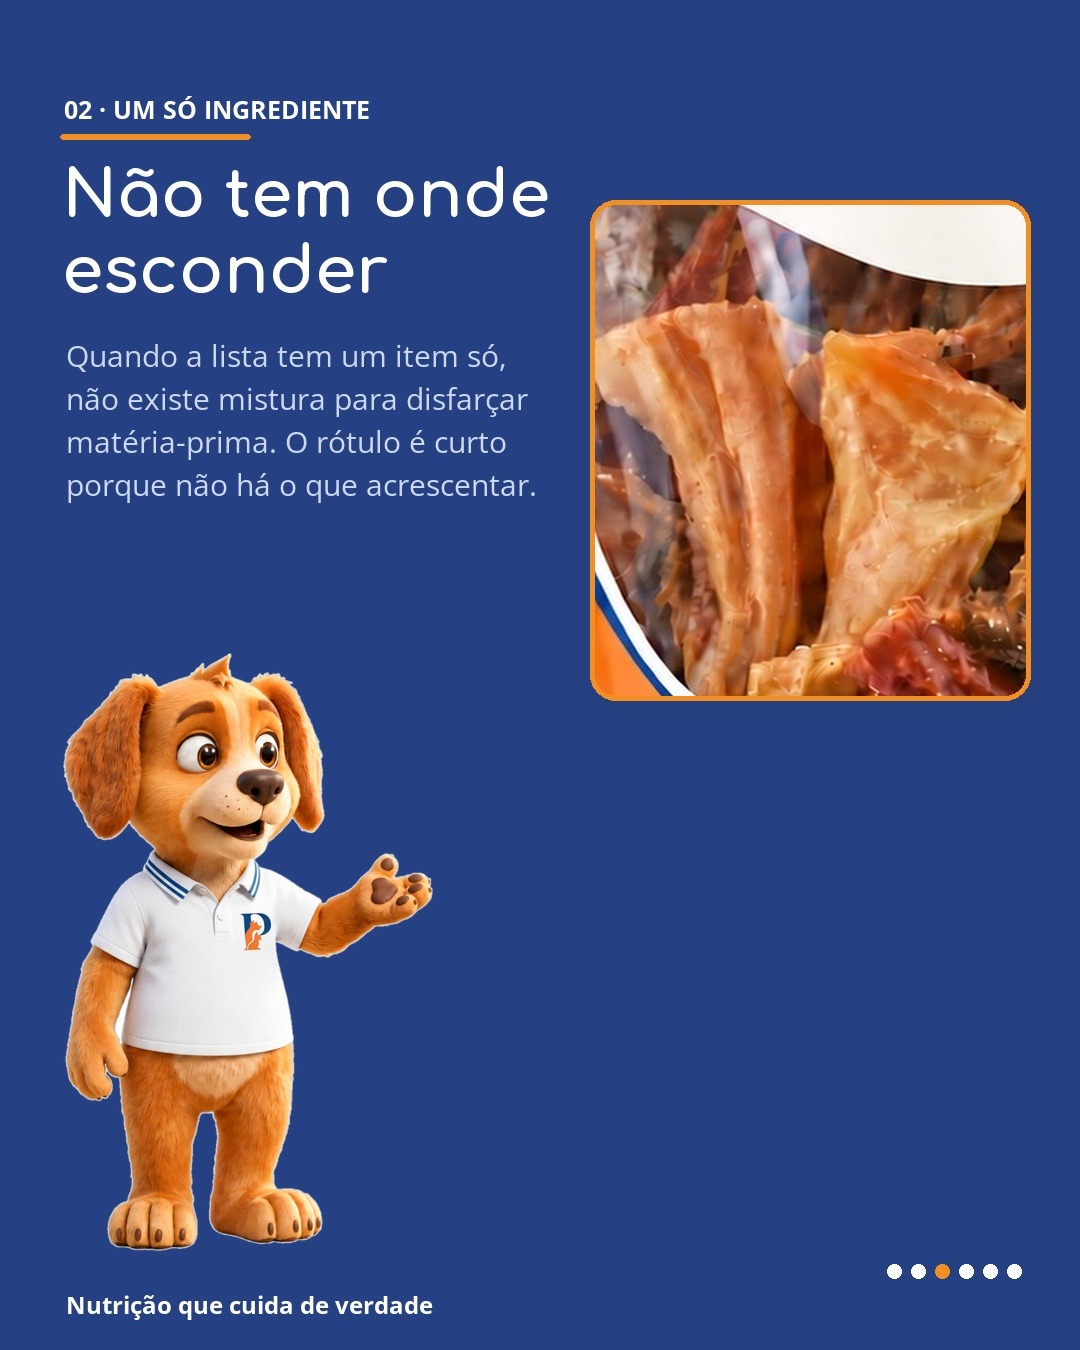 02 · UM SÓ INGREDIENTE
Não tem onde
esconder
Quando a lista tem um item só,
não existe mistura para disfarçar
matéria-prima. O rótulo é curto
porque não há o que acrescentar.
P
Nutrição que cuida de verdade